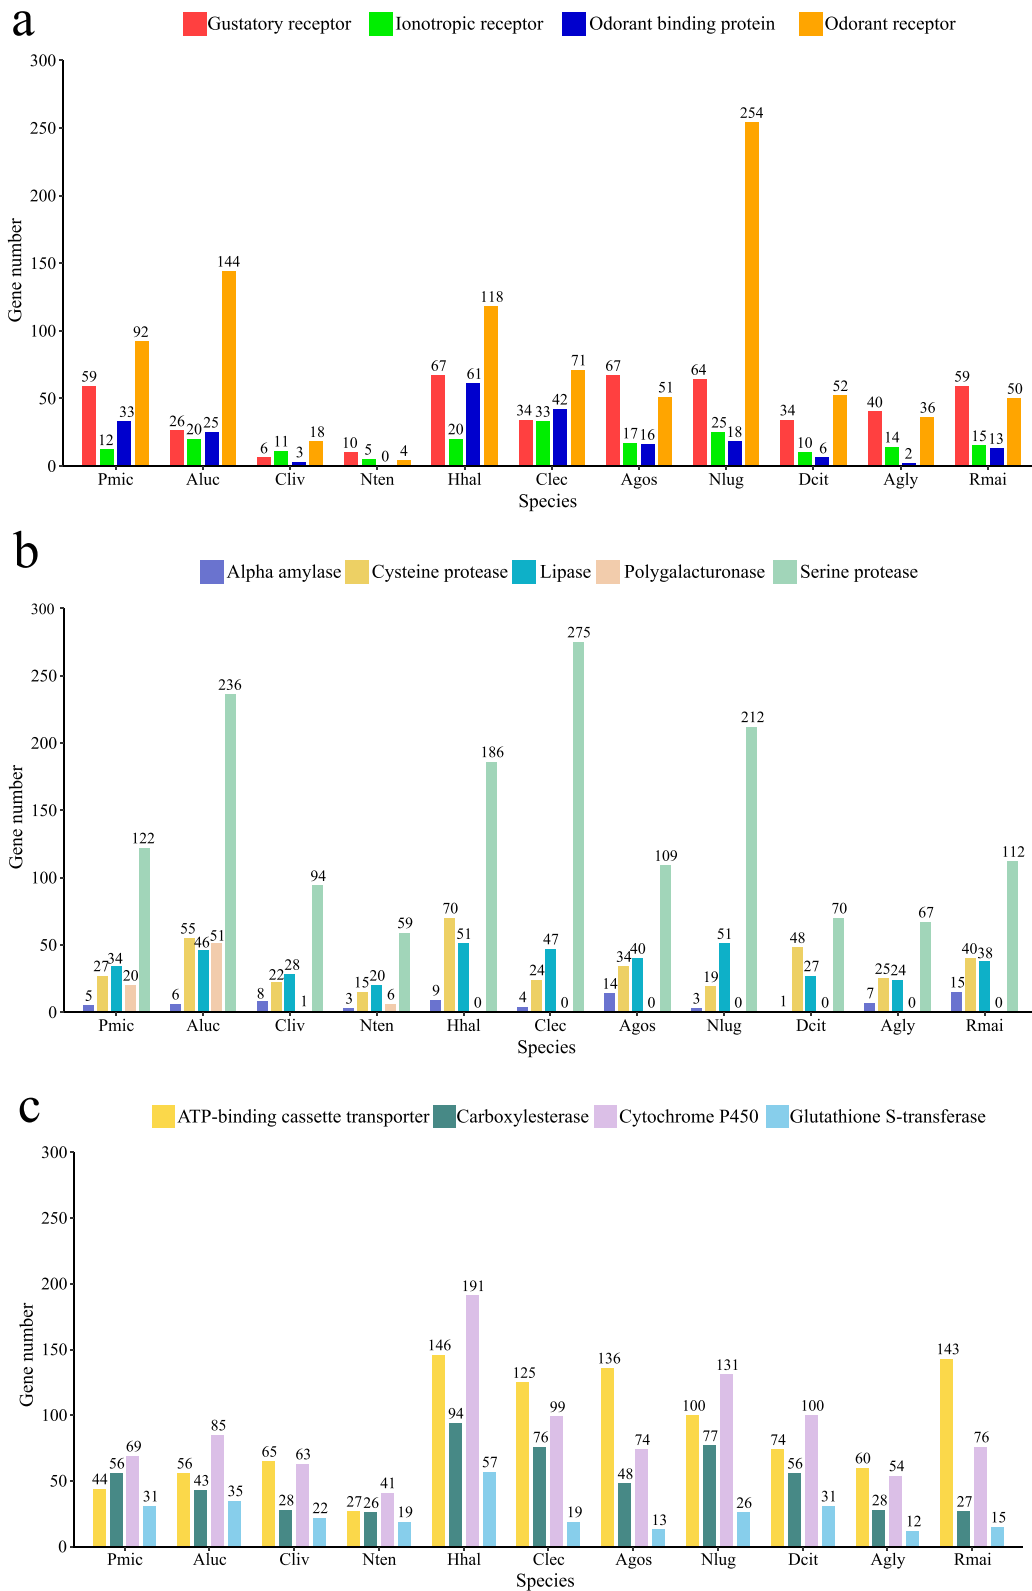 a
Gustatory receptor Ionotropic receptor Odorant binding protein Odorant receptor
Gene number
300
250
200
150
100
50
0
59 12 33 92
26 20 25 144
6 11 3 18
10 5 0 4
67 20 61 118
34 33 42 71
67 17 16 51
64 25 18 254
34 10 6 52
40 14 2 36
59 15 13 50
Pmic Aluc Cliv Nten Hhal Clec Agos Nlug Dcit Agly Rmai
Species
b
Alpha amylase Cysteine protease Lipase Polygalacturonase Serine protease
Gene number
300
250
200
150
100
50
0
5 27 34 20 122
6 55 46 51 236
8 22 28 1 94
3 15 20 6 59
9 70 51 0 186
4 24 47 0 275
14 34 40 0 109
3 19 51 0 212
1 48 27 0 70
7 25 24 0 67
15 40 38 0 112
Pmic Aluc Cliv Nten Hhal Clec Agos Nlug Dcit Agly Rmai
Species
c
ATP-binding cassette transporter Carboxylesterase Cytochrome P450 Glutathione S-transferase
Gene number
300
250
200
150
100
50
0
44 56 69 31
56 43 85 35
65 28 63 22
27 26 41 19
146 94 191 57
125 76 99 19
136 48 74 13
100 77 131 26
74 56 100 31
60 28 54 12
143 27 76 15
Pmic Aluc Cliv Nten Hhal Clec Agos Nlug Dcit Agly Rmai
Species